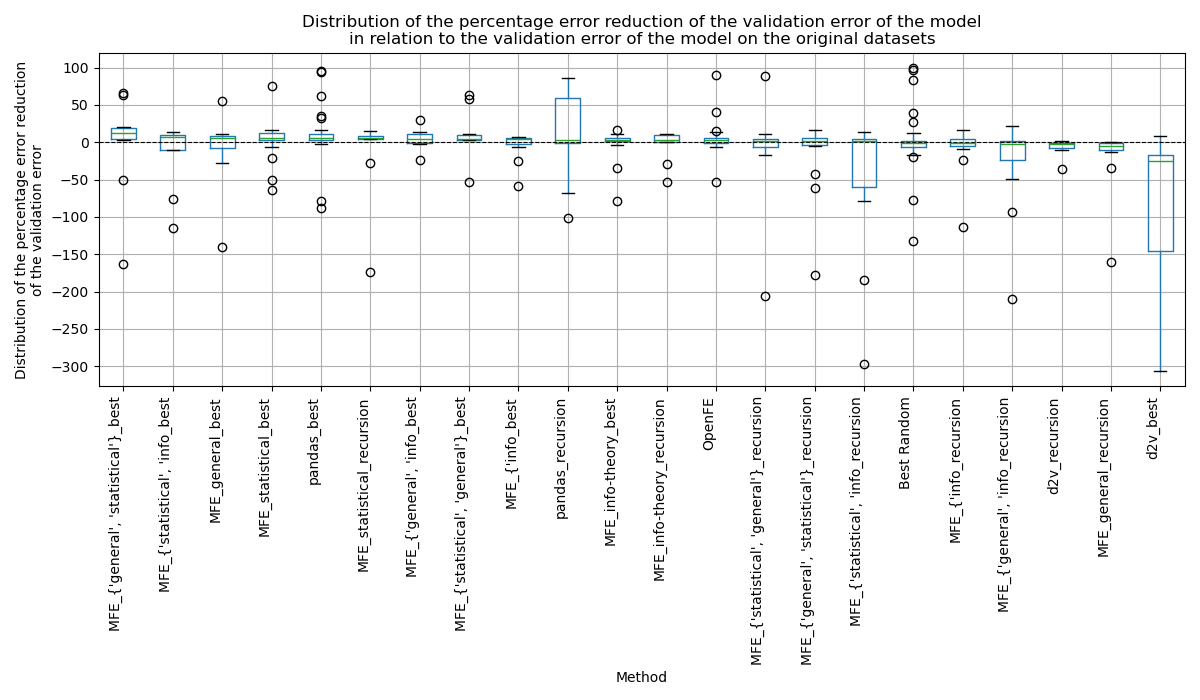 Distribution of the percentage error reduction of the validation error of the model
in relation to the validation error of the model on the original datasets
Distribution of the percentage error reduction
of the validation error
100
50
0
−50
−100
−150
−200
−250
−300
MFE_{'general', 'statistical'}_best
MFE_{'statistical', 'info_best
MFE_general_best
MFE_statistical_best
pandas_best
MFE_statistical_recursion
MFE_{'general', 'info_best
MFE_{'statistical', 'general'}_best
MFE_{'info_best
pandas_recursion
MFE_info-theory_best
MFE_info-theory_recursion
OpenFE
MFE_{'statistical', 'general'}_recursion
MFE_{'general', 'statistical'}_recursion
MFE_{'statistical', 'info_recursion
Best Random
MFE_{'info_recursion
MFE_{'general', 'info_recursion
d2v_recursion
MFE_general_recursion
d2v_best
Method